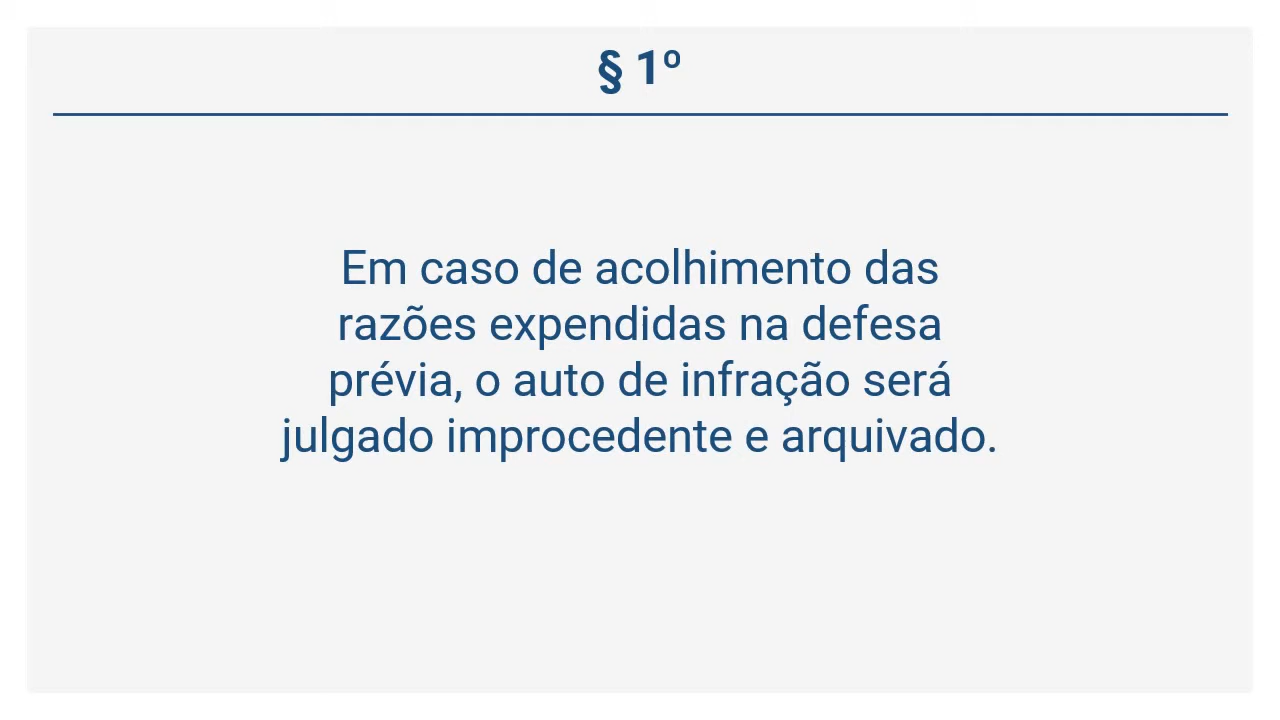 § 1º
Em caso de acolhimento das
razões expendidas na defesa
prévia, o auto de infração será
julgado improcedente e arquivado.